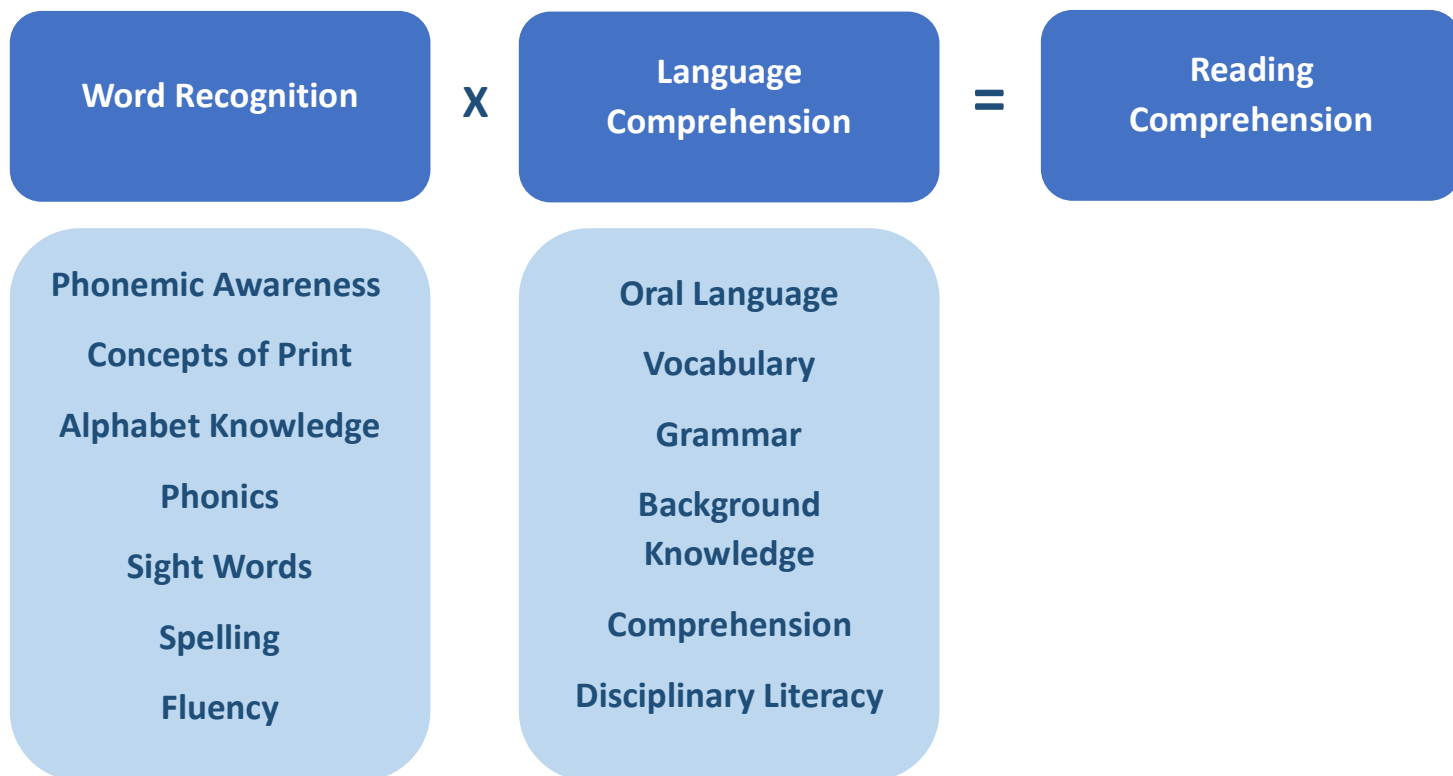 Word Recognition
X
Language
Comprehension
=
Reading
Comprehension
Phonemic Awareness
Concepts of Print
Alphabet Knowledge
Phonics
Sight Words
Spelling
Fluency
Oral Language
Vocabulary
Grammar
Background
Knowledge
Comprehension
Disciplinary Literacy